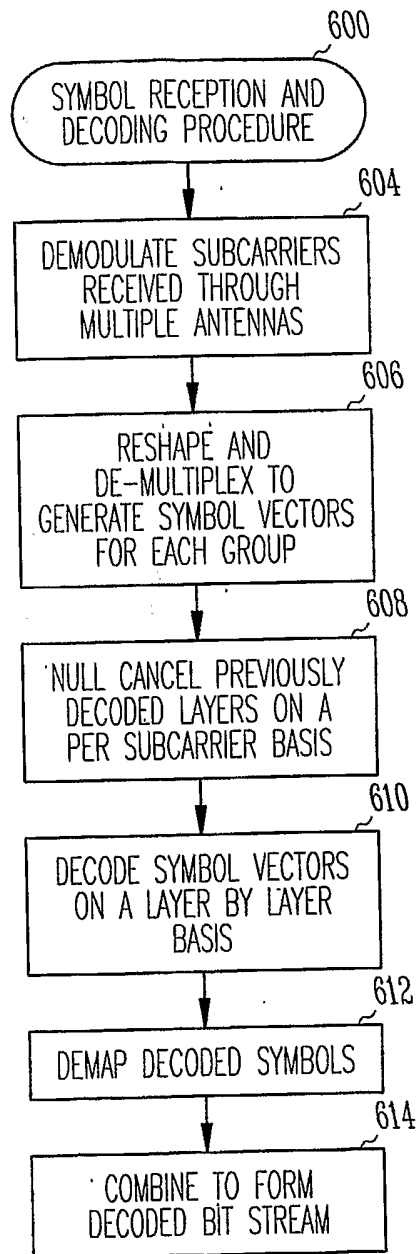 600
SYMBOL RECEPTION AND
DECODING PROCEDURE
604
DEMODULATE SUBCARRIERS
RECEIVED THROUGH
MULTIPLE ANTENNAS
606
RESHAPE AND
DE-MULTIPLEX TO
GENERATE SYMBOL VECTORS
FOR EACH GROUP
608
NULL CANCEL PREVIOUSLY
DECODED LAYERS ON A
PER SUBCARRIER BASIS
610
DECODE SYMBOL VECTORS
ON A LAYER BY LAYER
BASIS
612
DEMAP DECODED SYMBOLS
614
COMBINE TO FORM
DECODED BIT STREAM